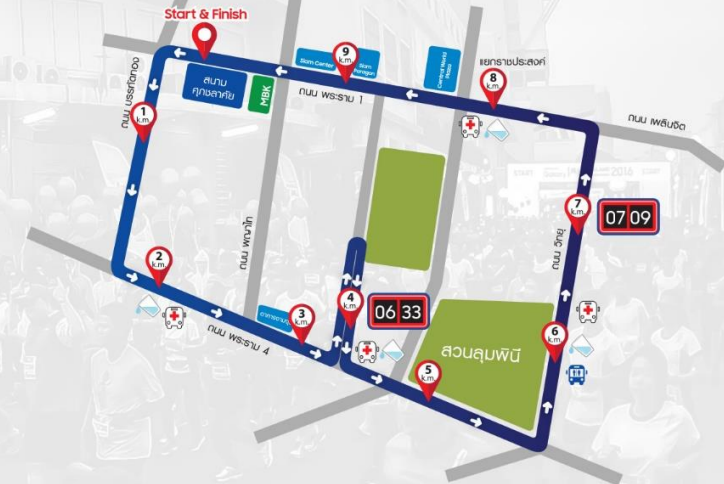 Start & Finish
สนาม
ศุภชลาศัย
MBK
Siam Center
9
k.m.
Siam
Paragon
Central World
Plaza
แยกราชประสงค์
8
k.m.
ถนน พระราม 1
ถนน เพลินจิต
ถนน บรรทัดทอง
1
k.m.
7
k.m.
07 09
ถนน วิทยุ
ถนน พญาไท
2
k.m.
3
k.m.
4
k.m.
06 33
ถนน พระราม 4
5
k.m.
สวนลุมพินี
6
k.m.
2016